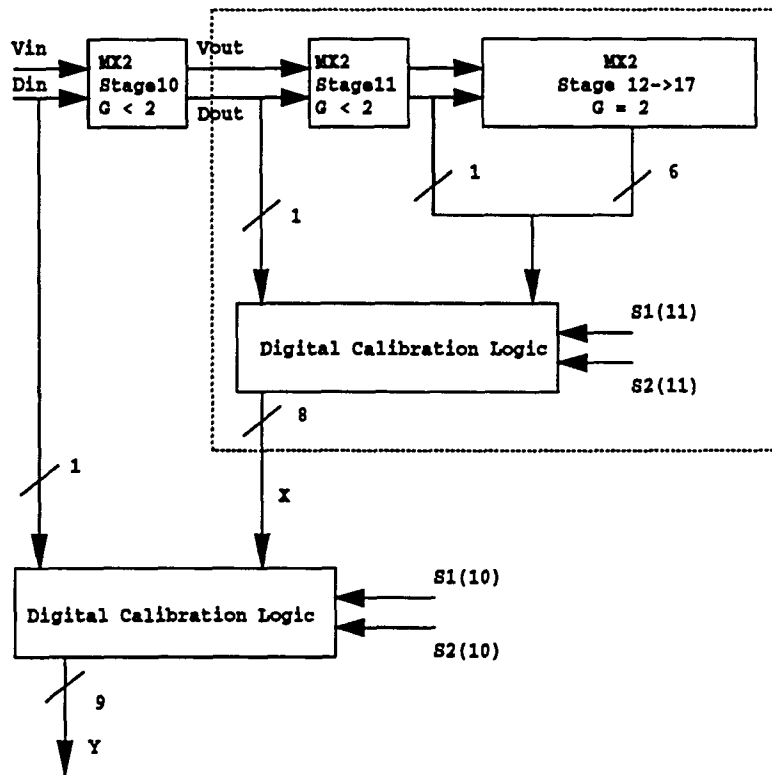 Vin
Din
MX2
Stage10
G < 2
Vout
Dout
MX2
Stage11
G < 2
MX2
Stage 12->17
G = 2
1
1
6
Digital Calibration Logic
S1(11)
S2(11)
8
1
X
Digital Calibration Logic
S1(10)
S2(10)
9
Y